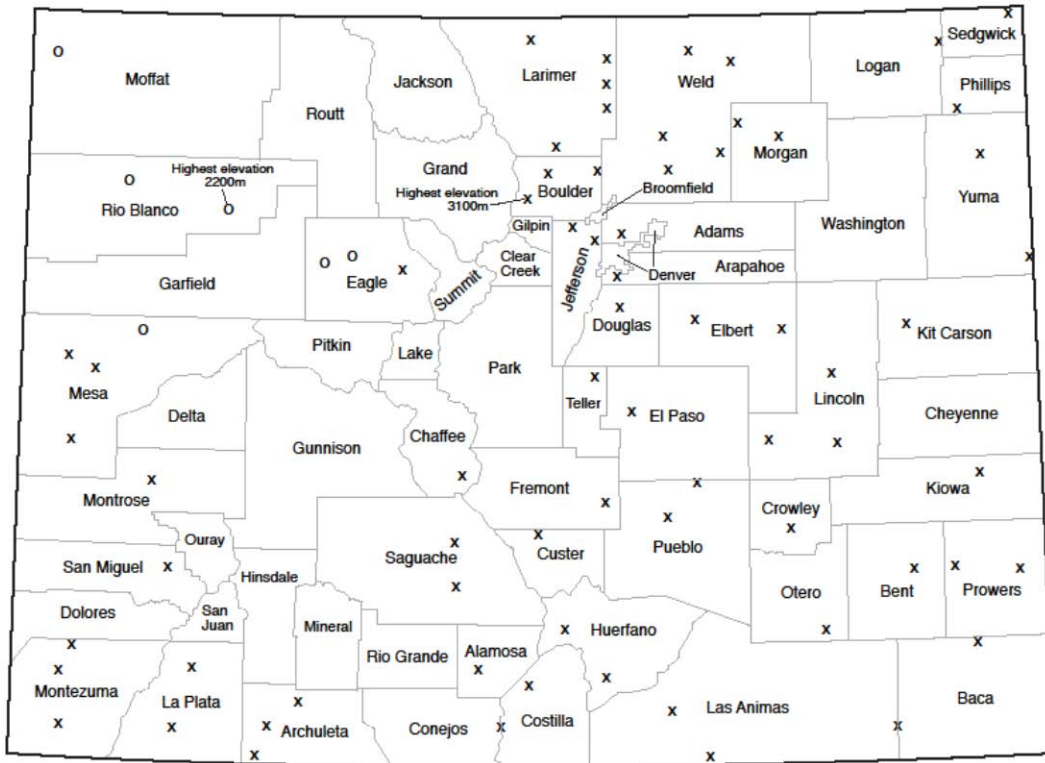 Sedgwick
Larimer
Weld
Logan
Moffat
Jackson
Phillips
Routt
Morgan
Grand
Highest elevation
2200m
Highest elevation
3100m
Boulder
Broomfield
Yuma
Rio Blanco
Gilpin
Washington
Adams
Clear
Creek
Denver
Arapahoe
Garfield
Eagle
Summit
Jefferson
Douglas
Elbert
Kit Carson
Pitkin
Lake
Park
Mesa
Teller
Lincoln
Delta
El Paso
Cheyenne
Chaffee
Gunnison
Fremont
Kiowa
Montrose
Crowley
Ouray
Pueblo
Saguache
Custer
San Miguel
Hinsdale
Otero
Bent
Prowers
Dolores
San
Juan
Mineral
Huerfano
Rio Grande
Alamosa
Montezuma
La Plata
Baca
Las Animas
Archuleta
Conejos
Costilla